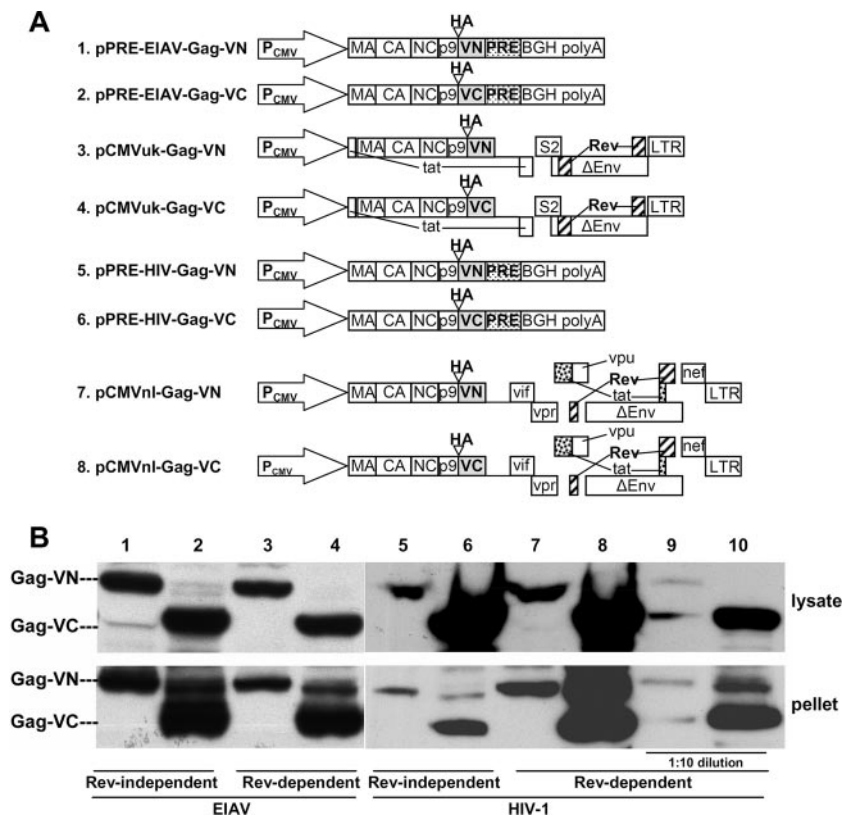 A
HA
1. pPRE-EIAV-Gag-VN PCMV MA CA NC p9 VN PRE BGH polyA
HA
2. pPRE-EIAV-Gag-VC PCMV MA CA NC p9 VC PRE BGH polyA
HA
3. pCMVuk-Gag-VN PCMV MA CA NC p9 VN S2 Rev LTR
tat ΔEnv
HA
4. pCMVuk-Gag-VC PCMV MA CA NC p9 VC S2 Rev LTR
tat ΔEnv
HA
5. pPRE-HIV-Gag-VN PCMV MA CA NC p9 VN PRE BGH polyA
HA
6. pPRE-HIV-Gag-VC PCMV MA CA NC p9 VC PRE BGH polyA
vpu
HA Rev nef
7. pCMVnl-Gag-VN PCMV MA CA NC p9 VN vif tat LTR
vpr ΔEnv
vpu
HA Rev nef
8. pCMVnl-Gag-VC PCMV MA CA NC p9 VC vif tat LTR
vpr ΔEnv
B
1 2 3 4 5 6 7 8 9 10
Gag-VN---
lysate
Gag-VC---
Gag-VN---
pellet
Gag-VC---
1:10 dilution
Rev-independent Rev-dependent Rev-independent Rev-dependent
EIAV HIV-1